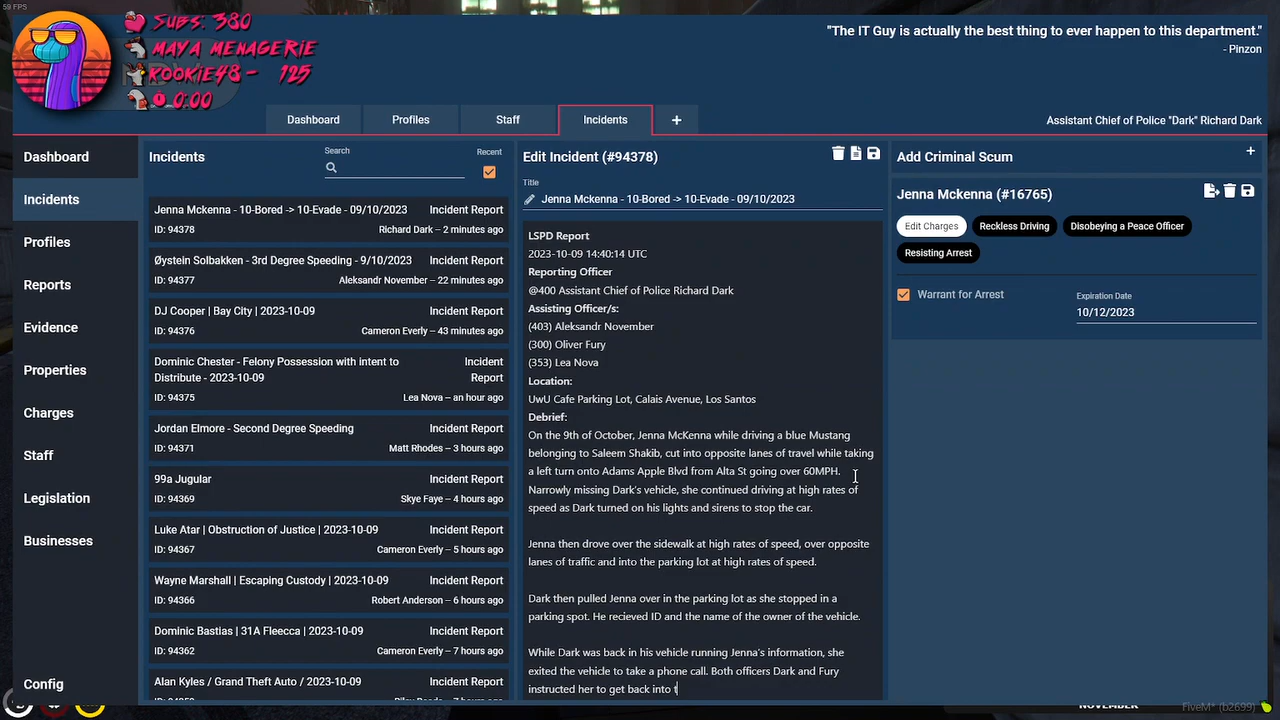 59 FPS
SUBS: 380
MAYA MENAGERIE
ROOKIE48 - 125
0:00
"The IT Guy is actually the best thing to ever happen to this department."
- Pinzon
Dashboard
Profiles
Staff
Incidents
+
Assistant Chief of Police "Dark" Richard Dark
Dashboard
Incidents
Profiles
Reports
Evidence
Properties
Charges
Staff
Legislation
Businesses
Config
Incidents
Search
Recent
Jenna Mckenna - 10-Bored -> 10-Evade - 09/10/2023 Incident Report
ID: 94378 Richard Dark – 2 minutes ago
Øystein Solbakken - 3rd Degree Speeding - 9/10/2023 Incident Report
ID: 94377 Aleksandr November – 22 minutes ago
DJ Cooper | Bay City | 2023-10-09 Incident Report
ID: 94376 Cameron Everly – 43 minutes ago
Dominic Chester - Felony Possession with intent to Incident
Distribute - 2023-10-09 Report
ID: 94375 Lea Nova – an hour ago
Jordan Elmore - Second Degree Speeding Incident Report
ID: 94371 Matt Rhodes – 3 hours ago
99a Jugular Incident Report
ID: 94369 Skye Faye – 4 hours ago
Luke Atar | Obstruction of Justice | 2023-10-09 Incident Report
ID: 94367 Cameron Everly – 5 hours ago
Wayne Marshall | Escaping Custody | 2023-10-09 Incident Report
ID: 94366 Robert Anderson – 6 hours ago
Dominic Bastias | 31A Fleecca | 2023-10-09 Incident Report
ID: 94362 Cameron Everly – 7 hours ago
Alan Kyles / Grand Theft Auto / 2023-10-09 Incident Report
Edit Incident (#94378)
Title
Jenna Mckenna - 10-Bored -> 10-Evade - 09/10/2023
LSPD Report
2023-10-09 14:40:14 UTC
Reporting Officer
@400 Assistant Chief of Police Richard Dark
Assisting Officer/s:
(403) Aleksandr November
(300) Oliver Fury
(353) Lea Nova
Location:
UwU Cafe Parking Lot, Calais Avenue, Los Santos
Debrief:
On the 9th of October, Jenna McKenna while driving a blue Mustang
belonging to Saleem Shakib, cut into opposite lanes of travel while taking
a left turn onto Adams Apple Blvd from Alta St going over 60MPH.
Narrowly missing Dark's vehicle, she continued driving at high rates of
speed as Dark turned on his lights and sirens to stop the car.
Jenna then drove over the sidewalk at high rates of speed, over opposite
lanes of traffic and into the parking lot at high rates of speed.
Dark then pulled Jenna over in the parking lot as she stopped in a
parking spot. He recieved ID and the name of the owner of the vehicle.
While Dark was back in his vehicle running Jenna's information, she
exited the vehicle to take a phone call. Both officers Dark and Fury
instructed her to get back into t
Add Criminal Scum
+
Jenna Mckenna (#16765)
Edit Charges
Reckless Driving
Disobeying a Peace Officer
Resisting Arrest
Warrant for Arrest
Expiration Date
10/12/2023
NOVEMBER
FiveM* (b2699)